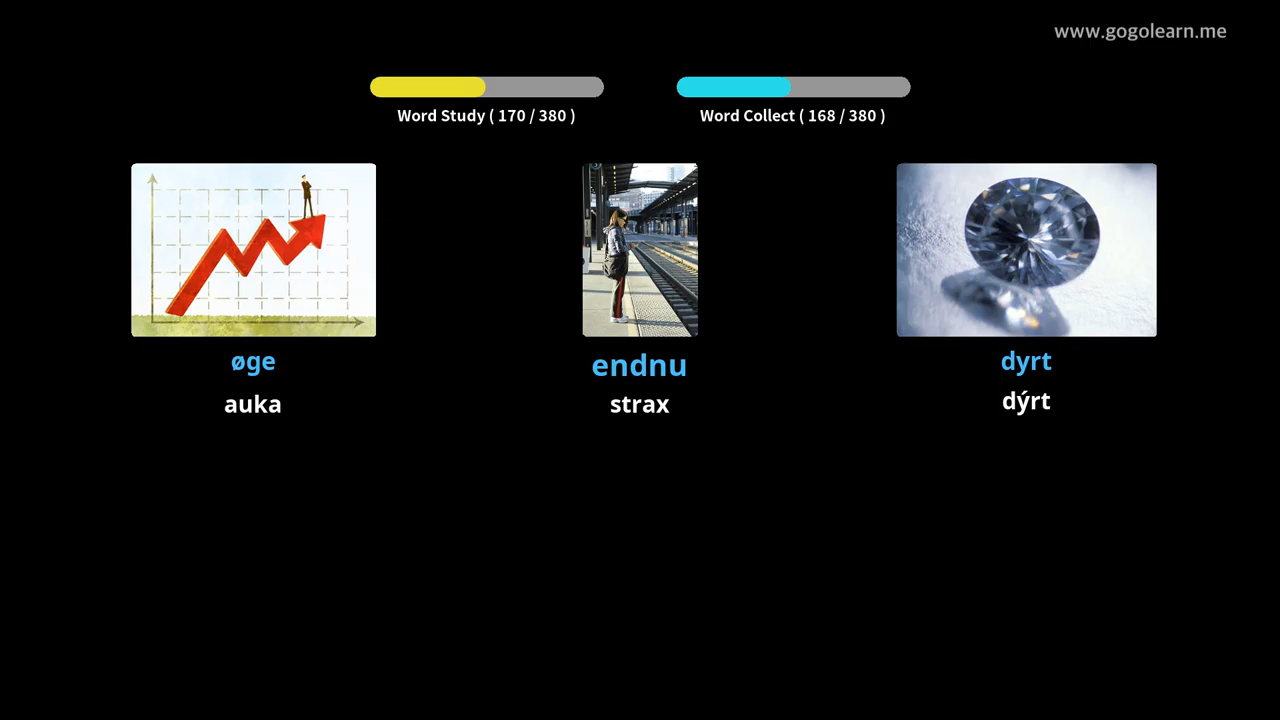 www.gogolearn.me
Word Study ( 170 / 380 )
Word Collect ( 168 / 380 )
øge
endnu
dyrt
auka
strax
dýrt